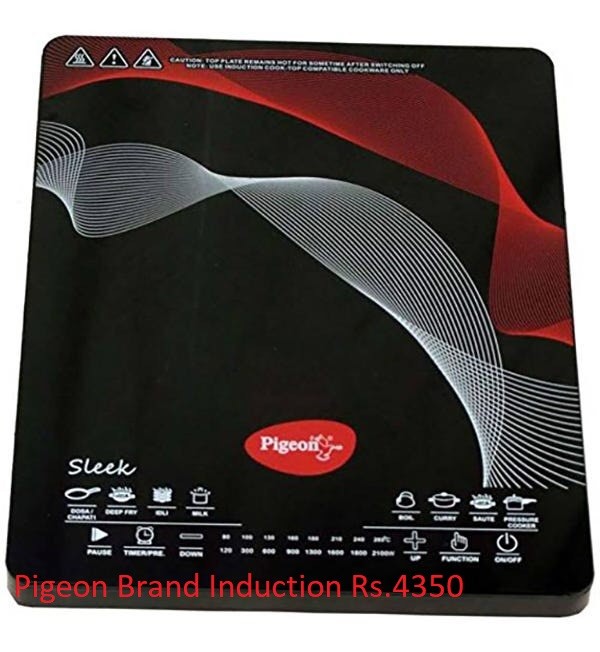 CAUTION: TOP PLATE REMAINS HOT FOR SOMETIME AFTER SWITCHING OFF
NOTE: USE INDUCTION COOK-TOP COMPATIBLE COOKWARE ONLY
Pigeon
Sleek
DOSA/ CHAPATI DEEP FRY IDLI MILK BOIL CURRY SAUTE PRESSURE COOKER
80 100 130 160 180 210 240 260°C
PAUSE TIMER/PRE. DOWN 120 300 600 900 1300 1600 1800 2100W UP FUNCTION ON/OFF
Pigeon Brand Induction Rs.4350